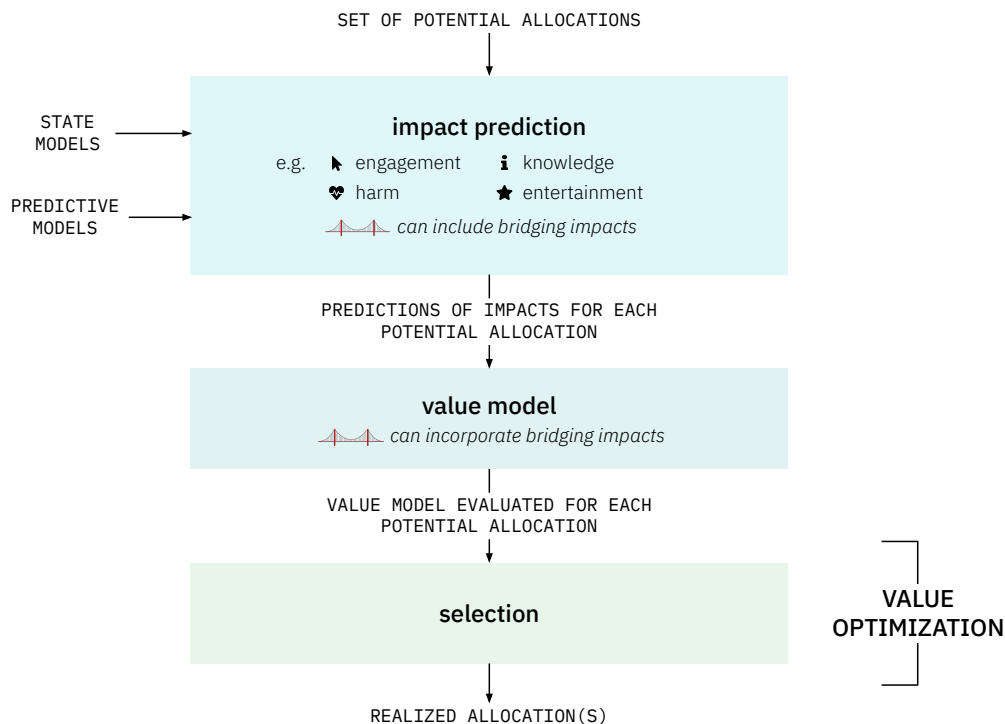 SET OF POTENTIAL ALLOCATIONS
STATE
MODELS
PREDICTIVE
MODELS
impact prediction
e.g. engagement knowledge
harm entertainment
can include bridging impacts
PREDICTIONS OF IMPACTS FOR EACH
POTENTIAL ALLOCATION
value model
can incorporate bridging impacts
VALUE MODEL EVALUATED FOR EACH
POTENTIAL ALLOCATION
selection
VALUE
OPTIMIZATION
REALIZED ALLOCATION(S)